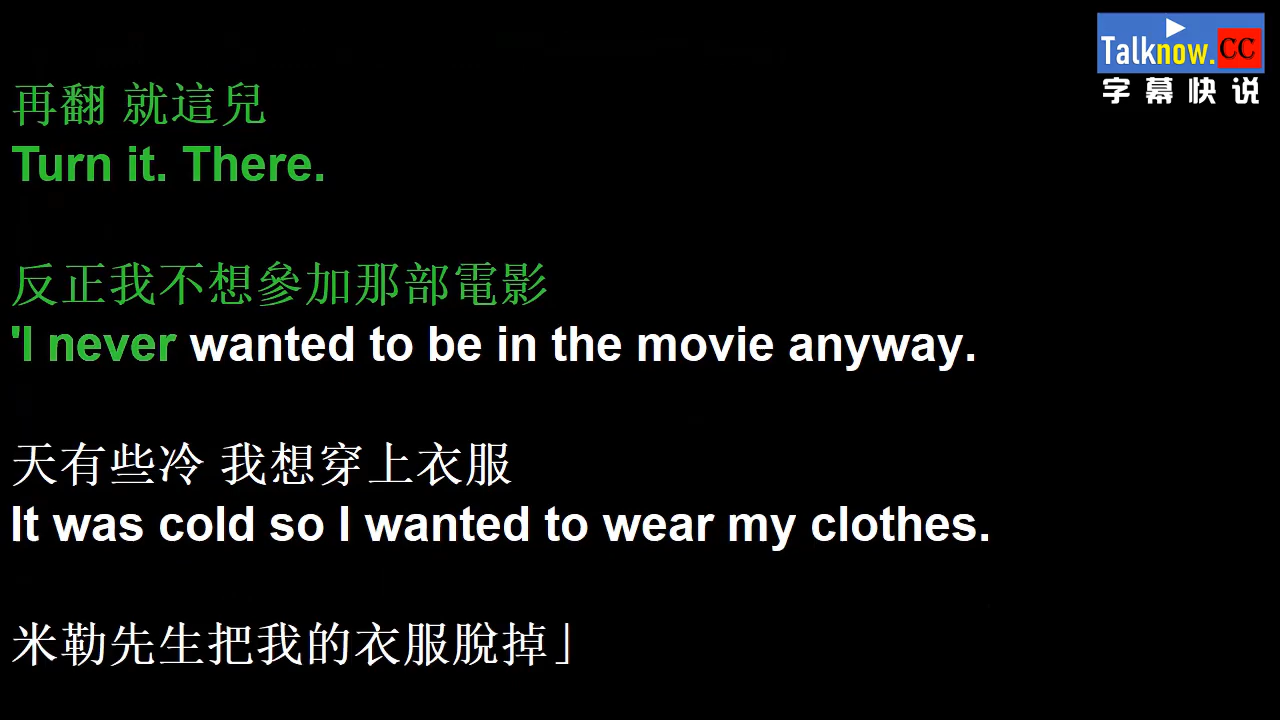 Talknow.CC
字幕快说
再翻 就這兒
Turn it. There.
反正我不想參加那部電影
'I never wanted to be in the movie anyway.
天有些冷 我想穿上衣服
It was cold so I wanted to wear my clothes.
米勒先生把我的衣服脫掉」